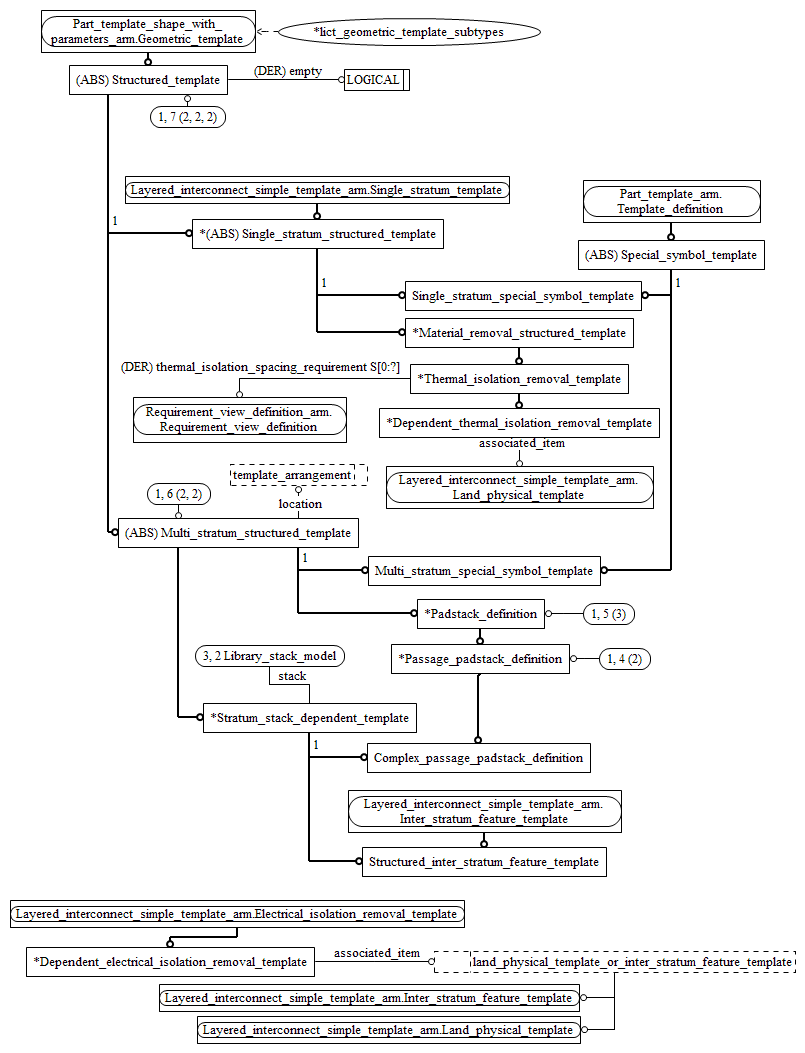 Part_template_shape_with_
parameters_arm.Geometric_template
*lict_geometric_template_subtypes
(ABS) Structured_template
(DER) empty
LOGICAL
1, 7 (2, 2, 2)
Layered_interconnect_simple_template_arm.Single_stratum_template
Part_template_arm.
Template_definition
1
*(ABS) Single_stratum_structured_template
(ABS) Special_symbol_template
1
1
Single_stratum_special_symbol_template
*Material_removal_structured_template
(DER) thermal_isolation_spacing_requirement S[0:?]
*Thermal_isolation_removal_template
Requirement_view_definition_arm.
Requirement_view_definition
*Dependent_thermal_isolation_removal_template
associated_item
Layered_interconnect_simple_template_arm.
Land_physical_template
template_arrangement
1, 6 (2, 2)
location
(ABS) Multi_stratum_structured_template
1
Multi_stratum_special_symbol_template
*Padstack_definition
1, 5 (3)
3, 2 Library_stack_model
*Passage_padstack_definition
1, 4 (2)
stack
*Stratum_stack_dependent_template
1
Complex_passage_padstack_definition
Layered_interconnect_simple_template_arm.
Inter_stratum_feature_template
Structured_inter_stratum_feature_template
Layered_interconnect_simple_template_arm.Electrical_isolation_removal_template
*Dependent_electrical_isolation_removal_template
associated_item
land_physical_template_or_inter_stratum_feature_template
Layered_interconnect_simple_template_arm.Inter_stratum_feature_template
Layered_interconnect_simple_template_arm.Land_physical_template